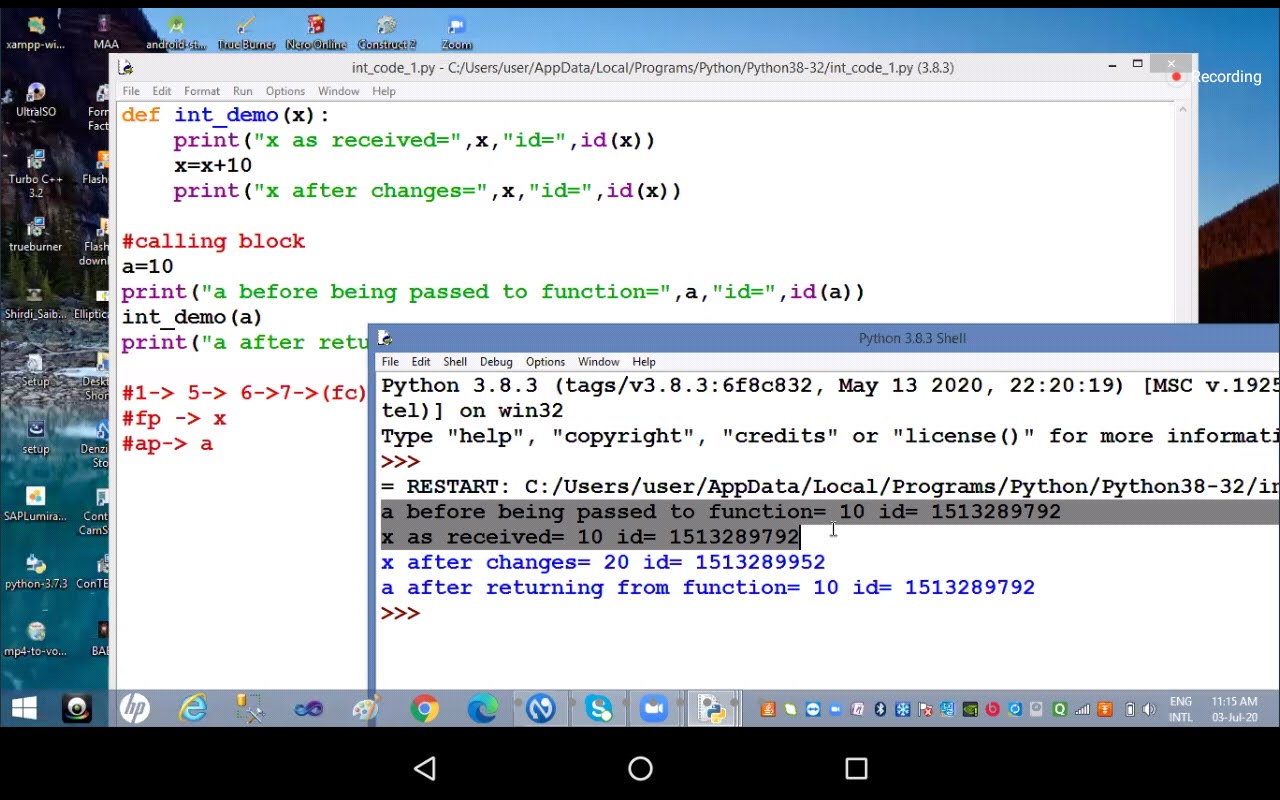 xampp-wi...
MAA
android-st...
True Burner
Nero Online
Construct 2
Zoom
Recording
int_code_1.py - C:/Users/user/AppData/Local/Programs/Python/Python38-32/int_code_1.py (3.8.3)
File Edit Format Run Options Window Help
def int_demo(x):
    print("x as received=",x,"id=",id(x))
    x=x+10
    print("x after changes=",x,"id=",id(x))
#calling block
a=10
print("a before being passed to function=",a,"id=",id(a))
int_demo(a)
print("a after retu
#1-> 5-> 6->7->(fc)
#fp -> x
#ap-> a
UltraISO
Form
Fact
Turbo C++
3.2
Flash
trueburner
Flash
down
Shirdi_Saib...
Elliptica
Setup
Deskt
Shor
setup
Denzi
Sto
SAPLumira...
Cont
CamS
python-3.7.3
ConTE
mp4-to-vo...
Python 3.8.3 Shell
File Edit Shell Debug Options Window Help
Python 3.8.3 (tags/v3.8.3:6f8c832, May 13 2020, 22:20:19) [MSC v.1925
tel)] on win32
Type "help", "copyright", "credits" or "license()" for more informati
>>>
= RESTART: C:/Users/user/AppData/Local/Programs/Python/Python38-32/in
a before being passed to function= 10 id= 1513289792
x as received= 10 id= 1513289792
x after changes= 20 id= 1513289952
a after returning from function= 10 id= 1513289792
>>>
hp
ENG
INTL
11:15 AM
03-Jul-20